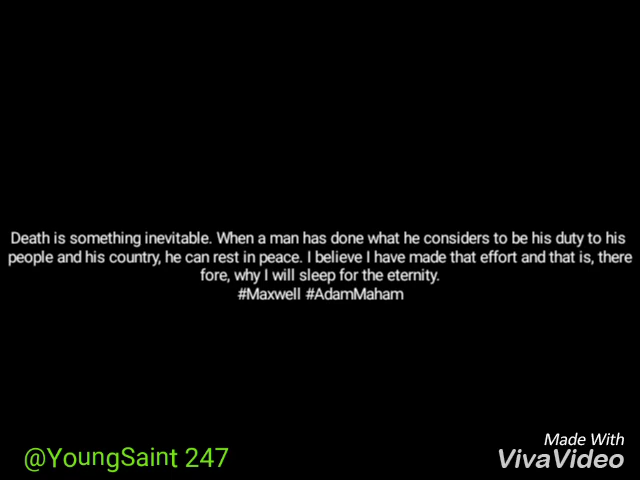 Death is something inevitable. When a man has done what he considers to be his duty to his
people and his country, he can rest in peace. I believe I have made that effort and that is, there
fore, why I will sleep for the eternity.
#Maxwell #AdamMaham
@YoungSaint 247
Made With
VivaVideo